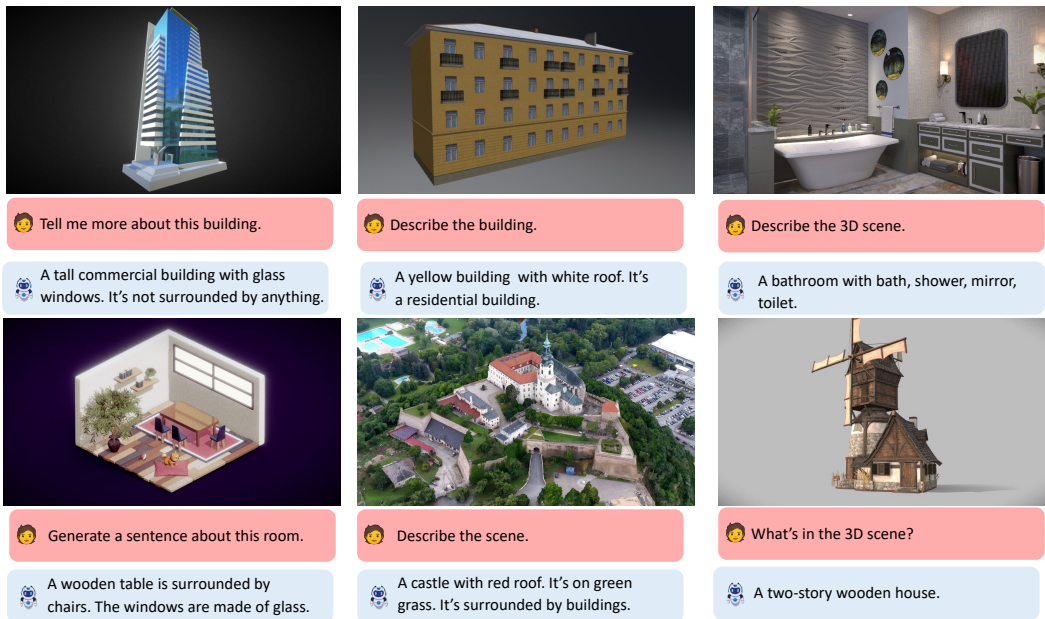 Tell me more about this building.
A tall commercial building with glass
windows. It's not surrounded by anything.
Describe the building.
A yellow building with white roof. It's
a residential building.
Describe the 3D scene.
A bathroom with bath, shower, mirror,
toilet.
Generate a sentence about this room.
A wooden table is surrounded by
chairs. The windows are made of glass.
Describe the scene.
A castle with red roof. It's on green
grass. It's surrounded by buildings.
What's in the 3D scene?
A two-story wooden house.